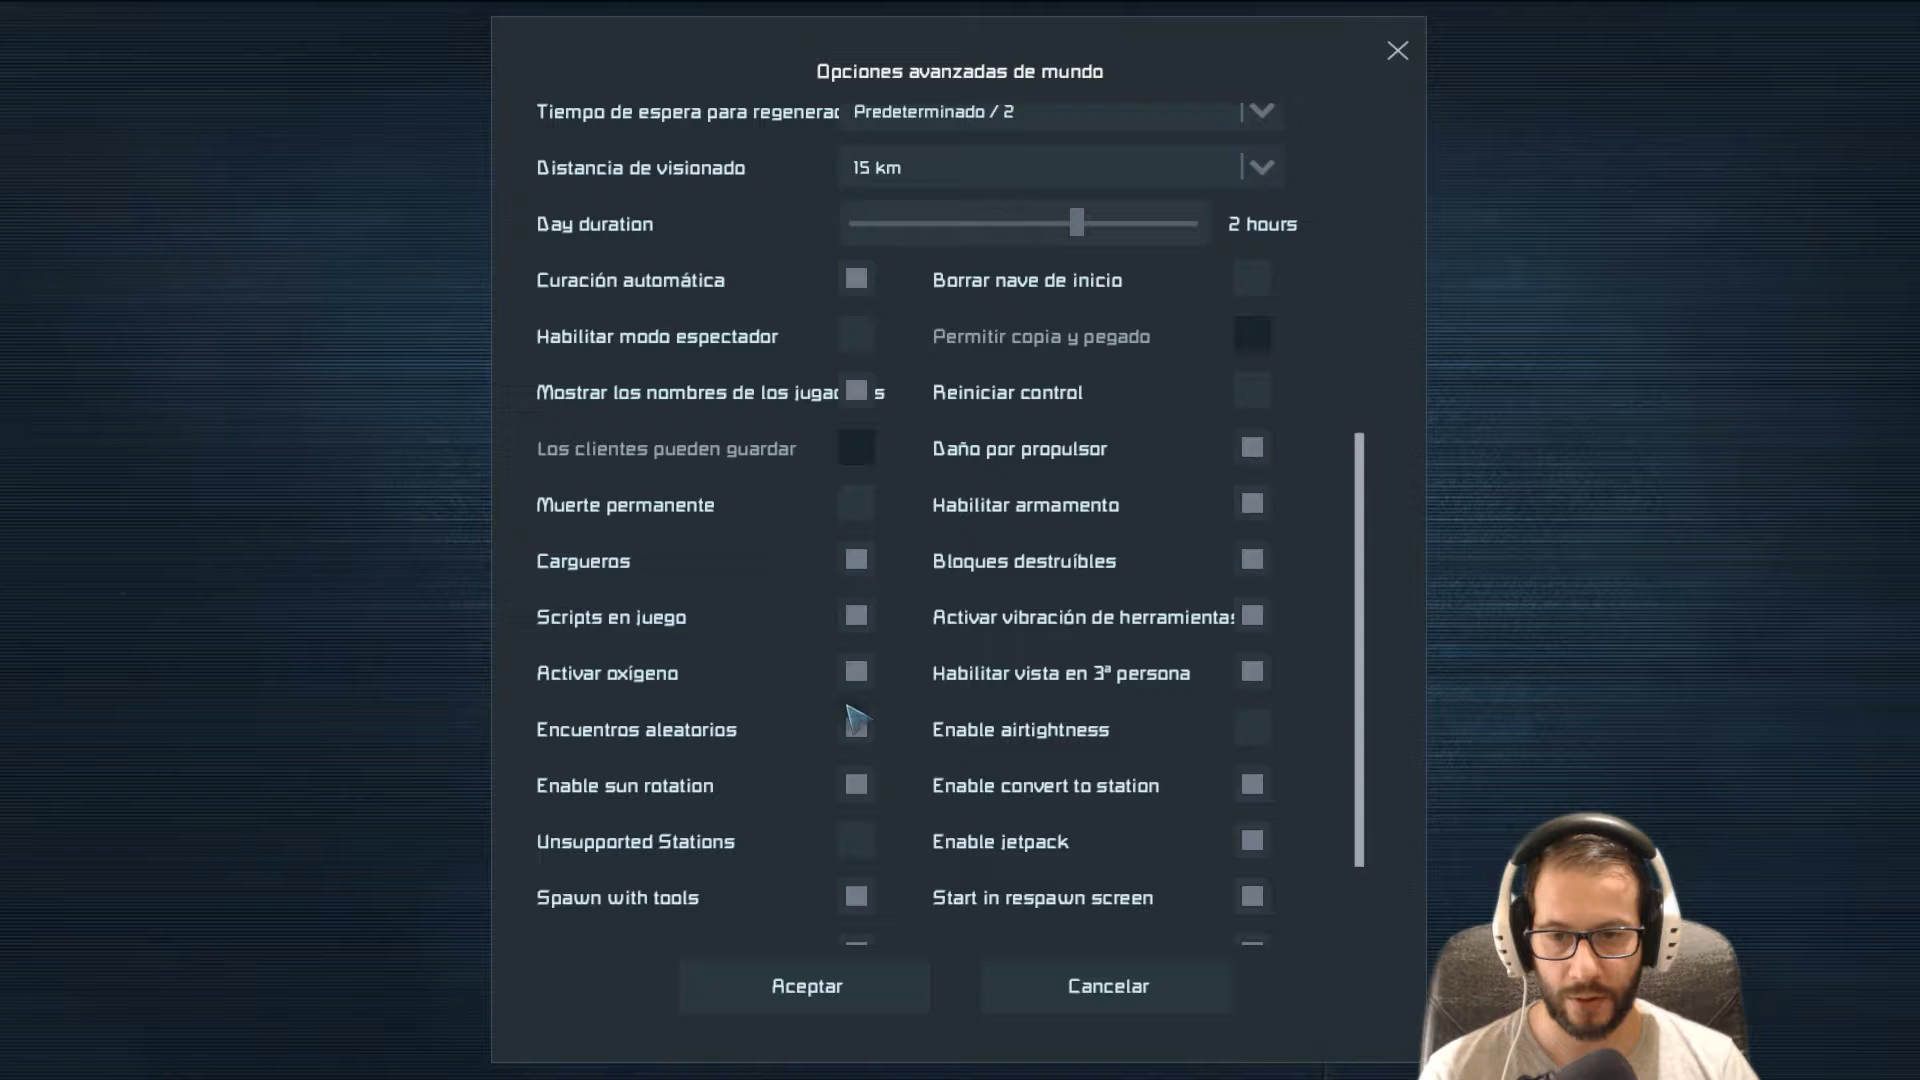 Opciones avanzadas de mundo
Tiempo de espera para regenerac Predeterminado / 2
Distancia de visionado 15 km
Day duration 2 hours
Curación automática Borrar nave de inicio
Habilitar modo espectador Permitir copia y pegado
Mostrar los nombres de los jugac s Reiniciar control
Los clientes pueden guardar Daño por propulsor
Muerte permanente Habilitar armamento
Cargueros Bloques destruíbles
Scripts en juego Activar vibración de herramientas
Activar oxígeno Habilitar vista en 3ª persona
Encuentros aleatorios Enable airtightness
Enable sun rotation Enable convert to station
Unsupported Stations Enable jetpack
Spawn with tools Start in respawn screen
Aceptar Cancelar